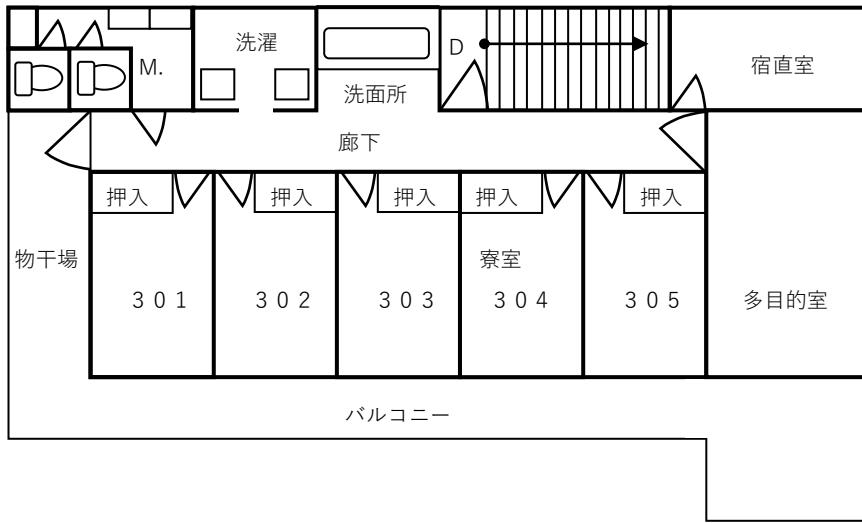 洗濯
D
M.
宿直室
洗面所
廊下
押入
押入
押入
押入
押入
物干場
寮室
301
302
303
304
305
多目的室
バルコニー